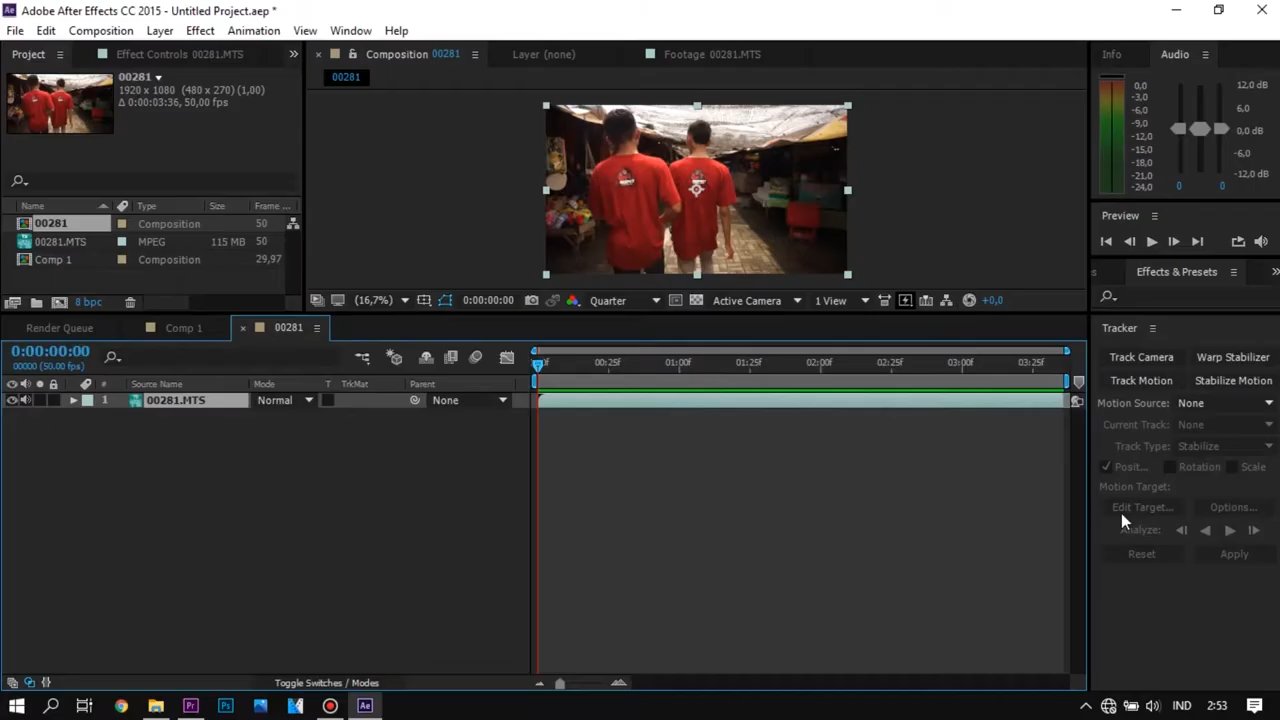 Adobe After Effects CC 2015 - Untitled Project.aep *
File Edit Composition Layer Effect Animation View Window Help
Project Effect Controls 00281.MTS
Composition 00281 Layer (none) Footage 00281.MTS
Info Audio
00281
1920 x 1080 (480 x 270) (1,00)
Δ 0:00:03:36, 50,00 fps
00281
0,0
-3,0
-6,0
-9,0
-12,0
-15,0
-18,0
-21,0
-24,0
12,0 dB
6,0
0,0 dB
-6,0
-12,0 dB
0 0
Name Type Size Frame ...
00281 Composition 50
00281.MTS MPEG 115 MB 50
Comp 1 Composition 29,97
8 bpc
(16,7%) 0:00:00:00 Quarter Active Camera 1 View +0,0
Preview
Effects & Presets
Render Queue Comp 1 00281
0:00:00:00
00000 (50.00 fps)
00:25f 01:00f 01:25f 02:00f 02:25f 03:00f 03:25f
# Source Name Mode T TrkMat Parent
1 00281.MTS Normal None
Tracker
Track Camera Warp Stabilizer
Track Motion Stabilize Motion
Motion Source: None
Current Track: None
Track Type: Stabilize
Posit... Rotation Scale
Motion Target:
Edit Target... Options...
Analyze:
Reset Apply
Toggle Switches / Modes
IND 2:53